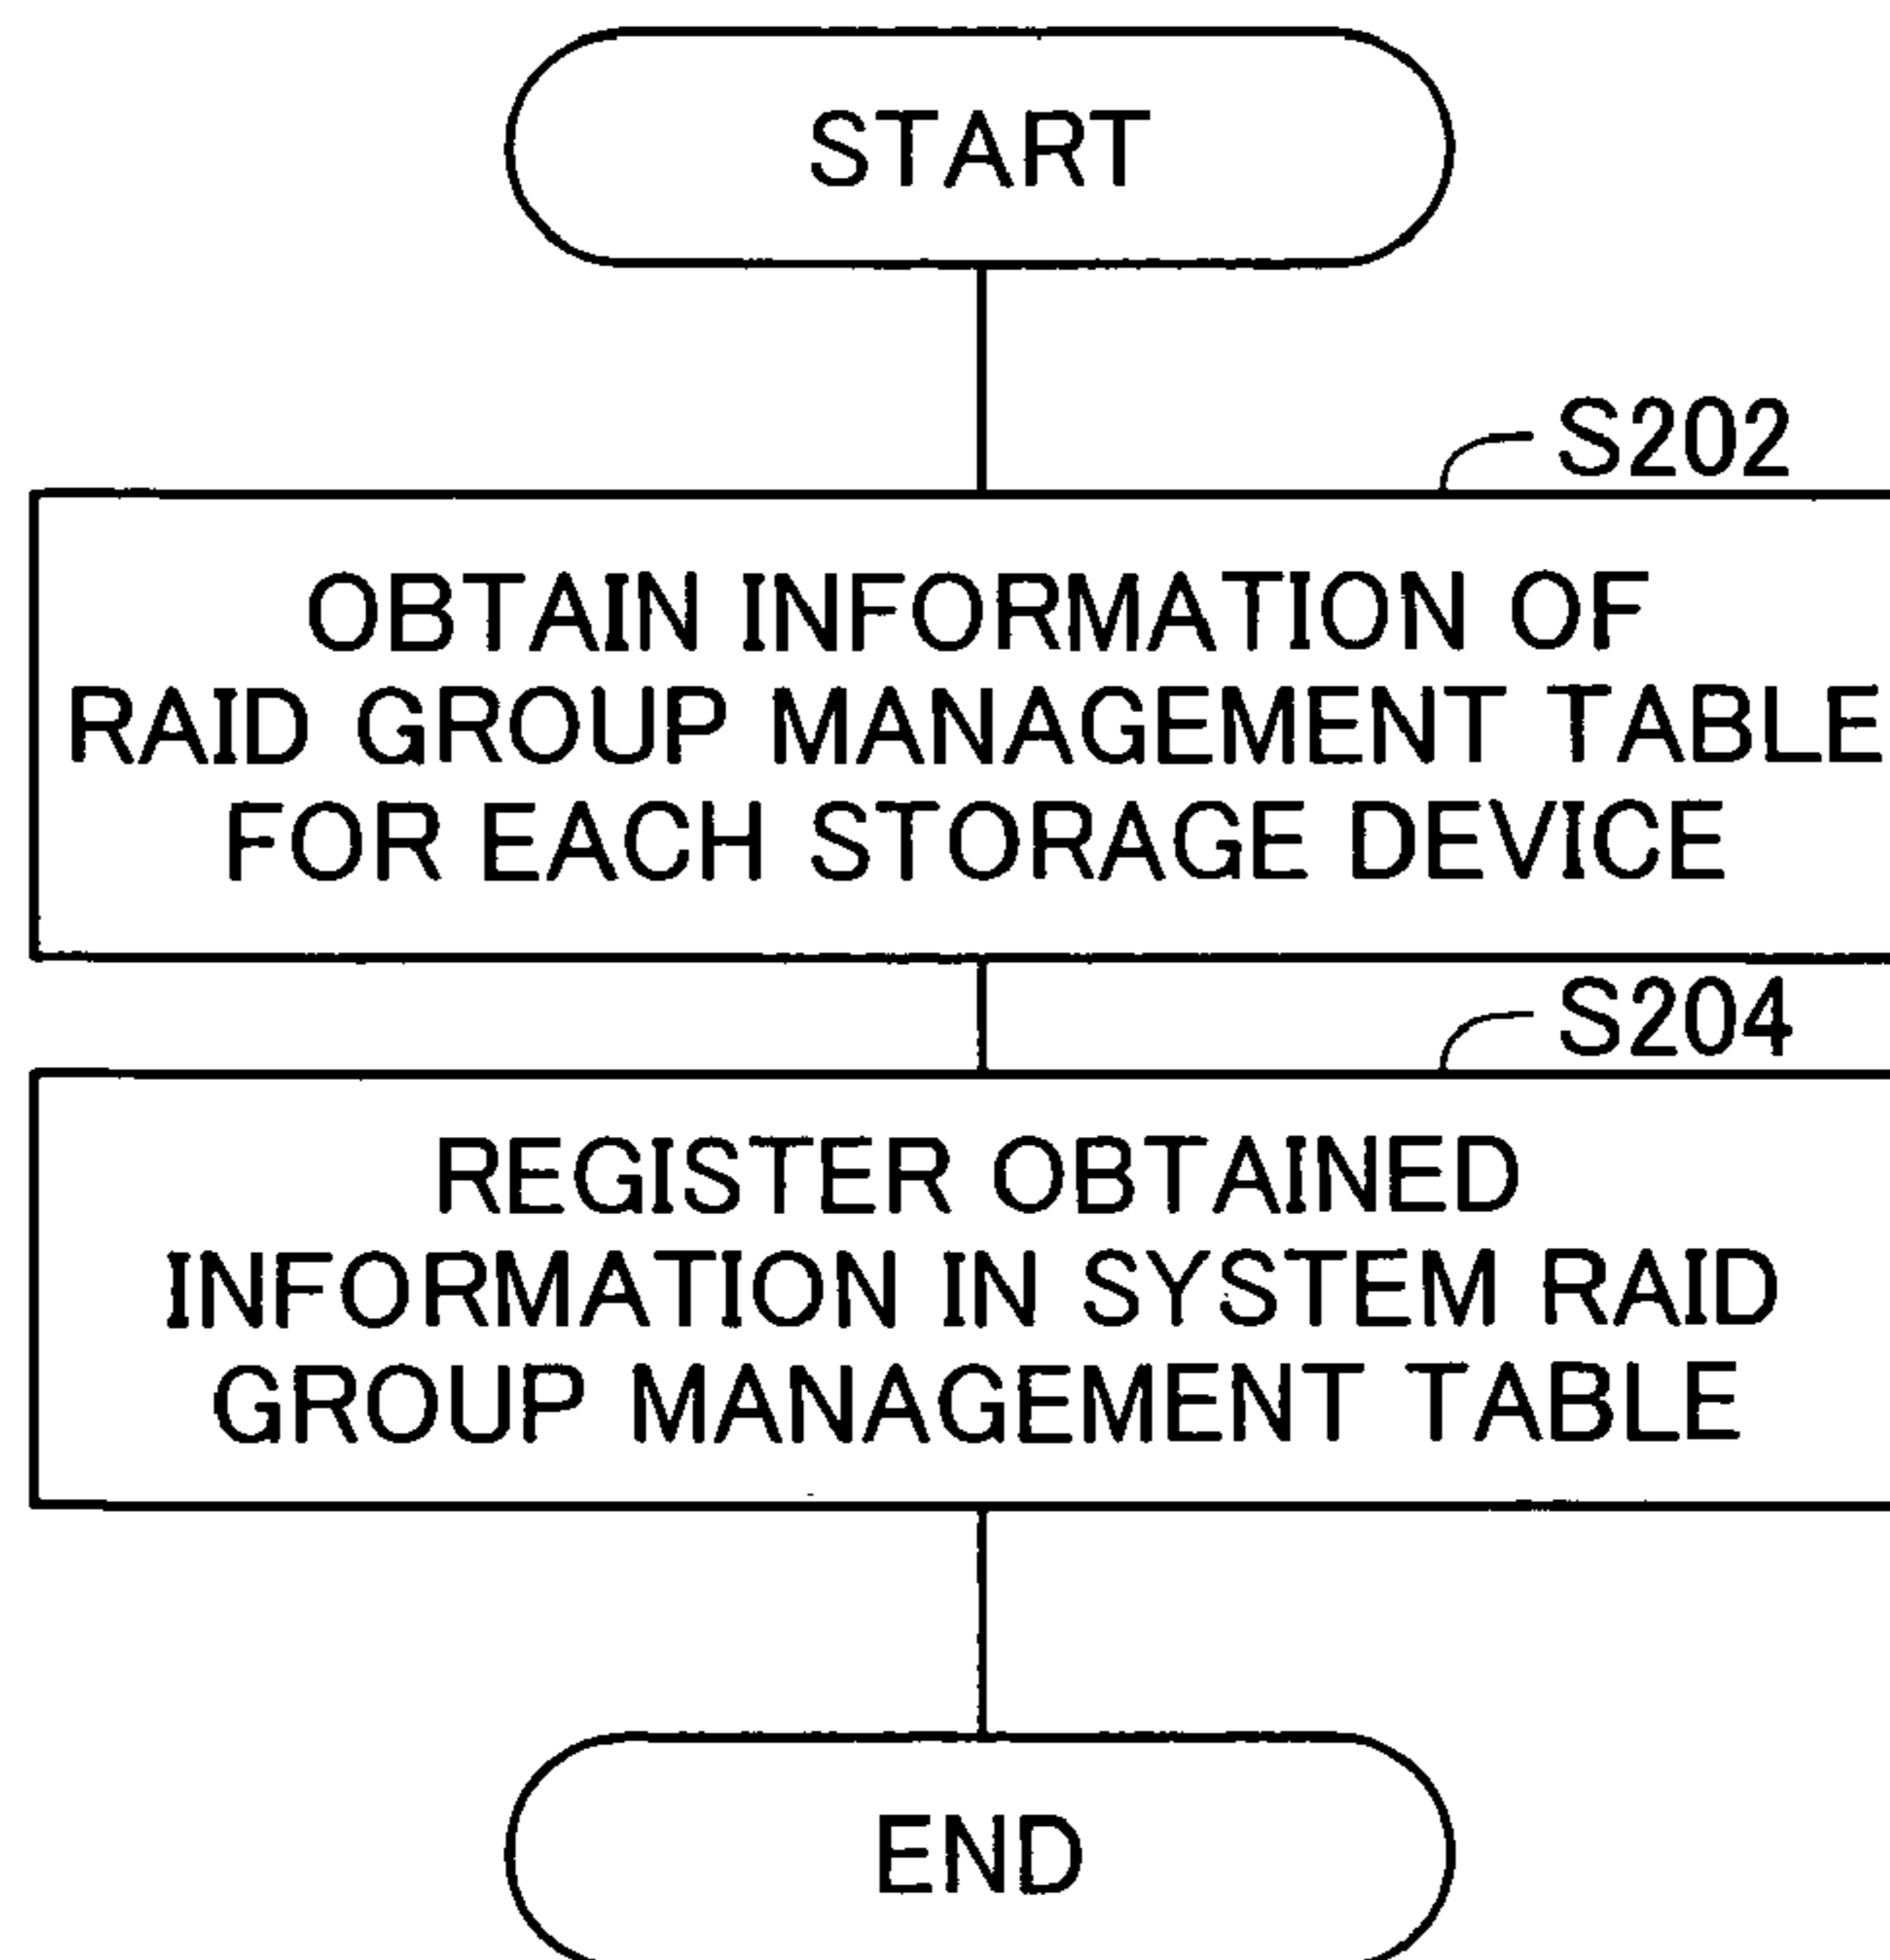 START
S202
OBTAIN INFORMATION OF
RAID GROUP MANAGEMENT TABLE
FOR EACH STORAGE DEVICE
S204
REGISTER OBTAINED
INFORMATION IN SYSTEM RAID
GROUP MANAGEMENT TABLE
END